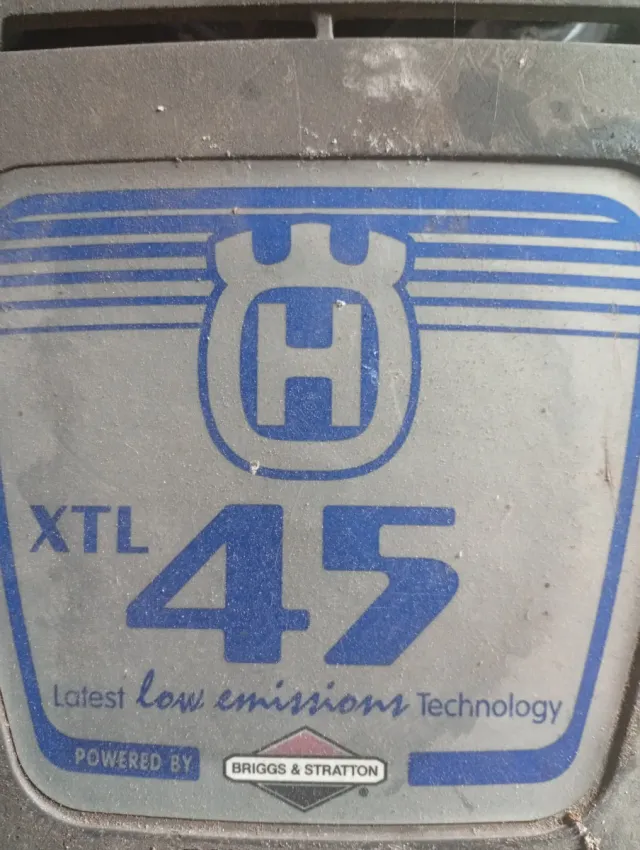 H
XTL 45
Latest low emissions Technology
POWERED BY BRIGGS & STRATTON ®